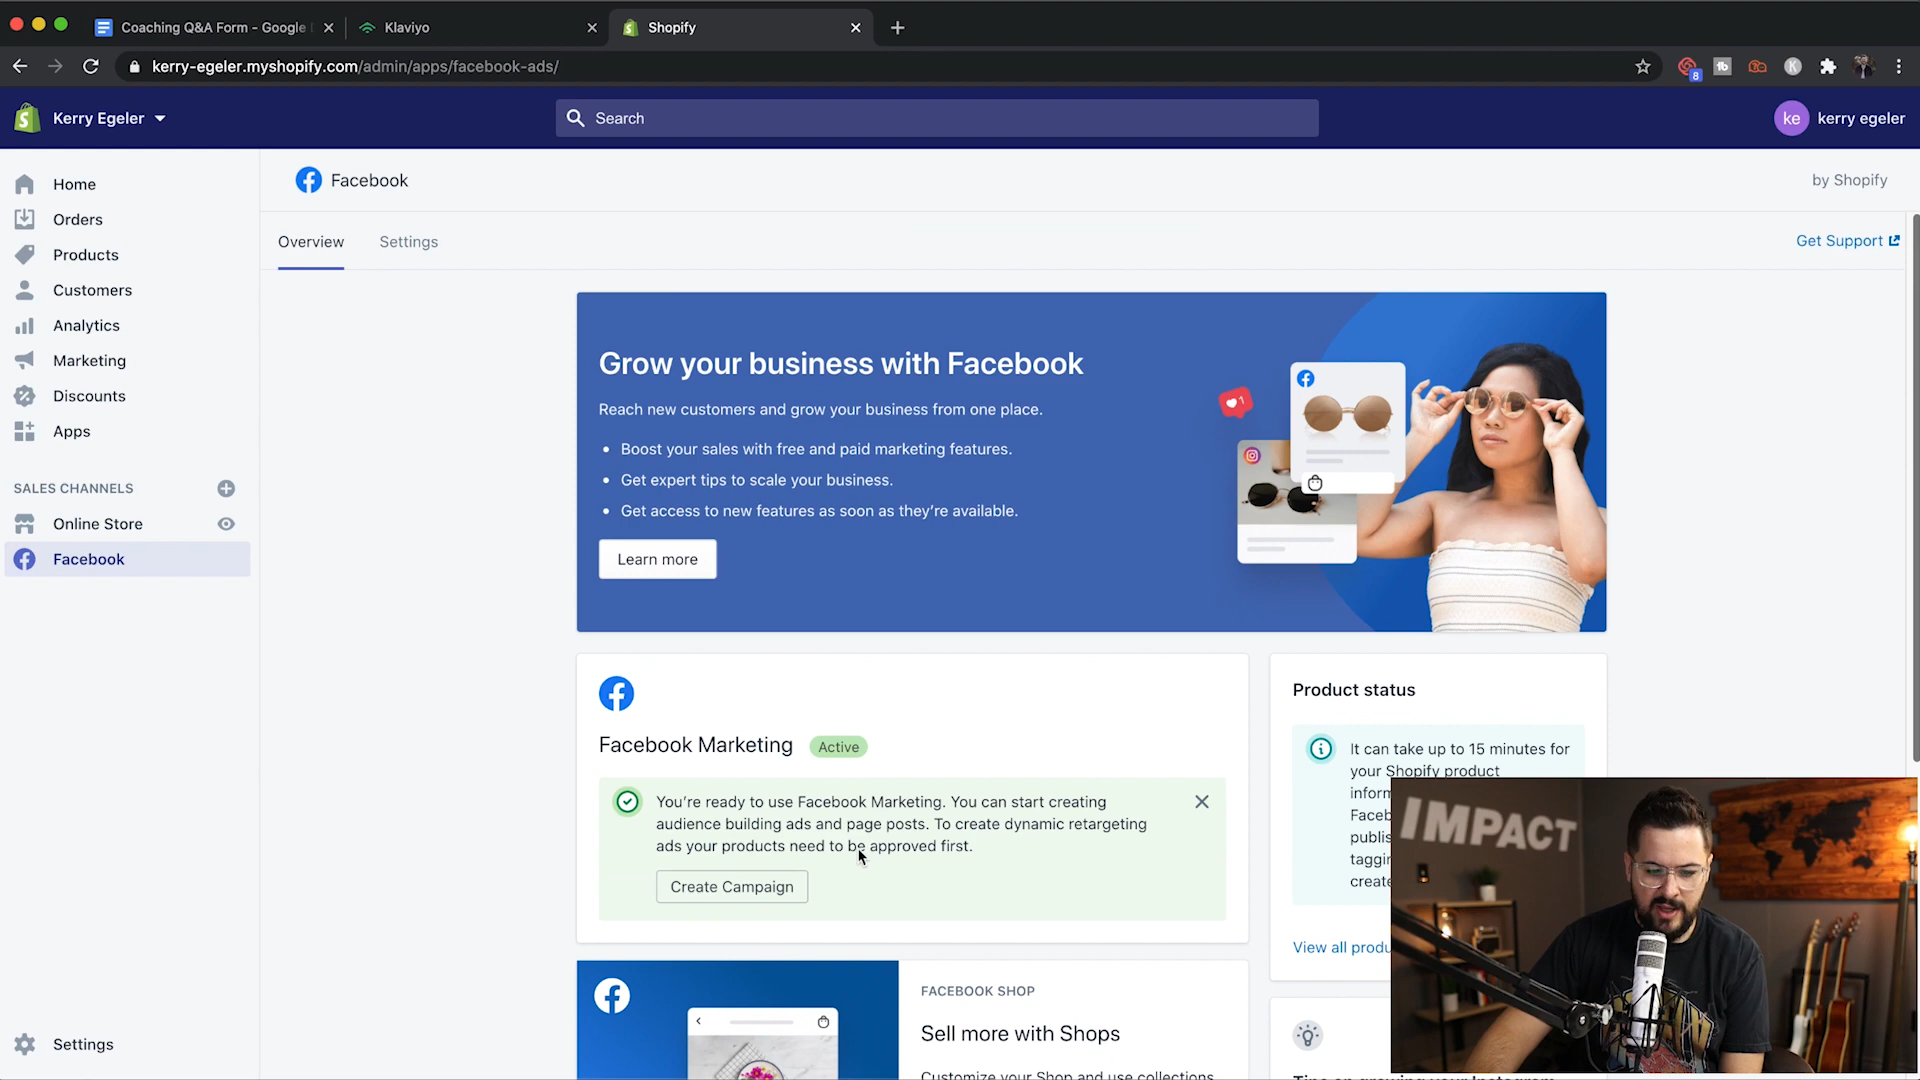 Coaching Q&A Form - Google
Klaviyo
Shopify
kerry-egeler.myshopify.com/admin/apps/facebook-ads/
8
Kerry Egeler
Search
ke
kerry egeler
Home
Orders
Products
Customers
Analytics
Marketing
Discounts
Apps
SALES CHANNELS
Online Store
Facebook
Settings
Facebook
by Shopify
Overview
Settings
Get Support
Grow your business with Facebook
Reach new customers and grow your business from one place.
• Boost your sales with free and paid marketing features.
• Get expert tips to scale your business.
• Get access to new features as soon as they're available.
Learn more
1
Facebook Marketing
Active
You're ready to use Facebook Marketing. You can start creating
audience building ads and page posts. To create dynamic retargeting
ads your products need to be approved first.
Create Campaign
Product status
It can take up to 15 minutes for
your Shopify product
inform
Faceb
publis
taggin
create
View all produ
FACEBOOK SHOP
Sell more with Shops
Customize your Shop and use collections
IMPACT